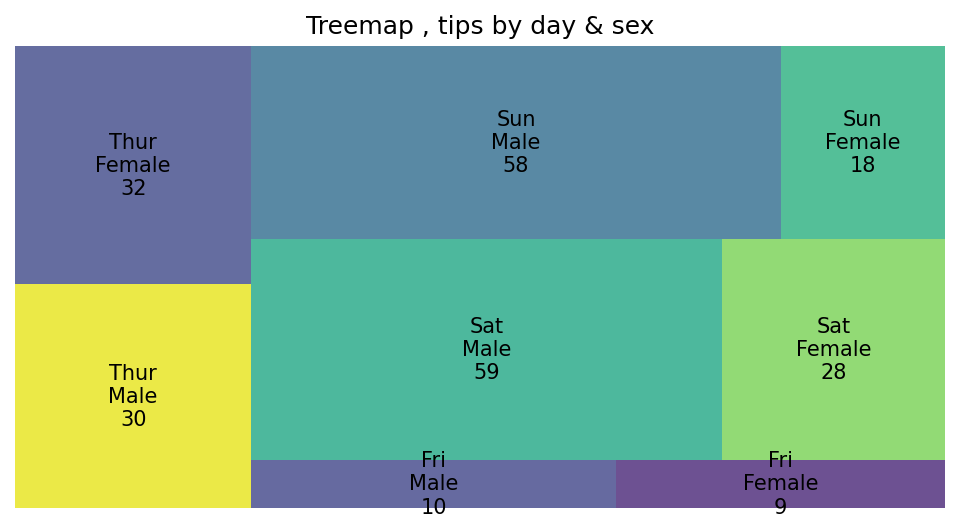 Treemap , tips by day & sex
Thur
Female
32
Sun
Male
58
Sun
Female
18
Thur
Male
30
Sat
Male
59
Sat
Female
28
Fri
Male
10
Fri
Female
9